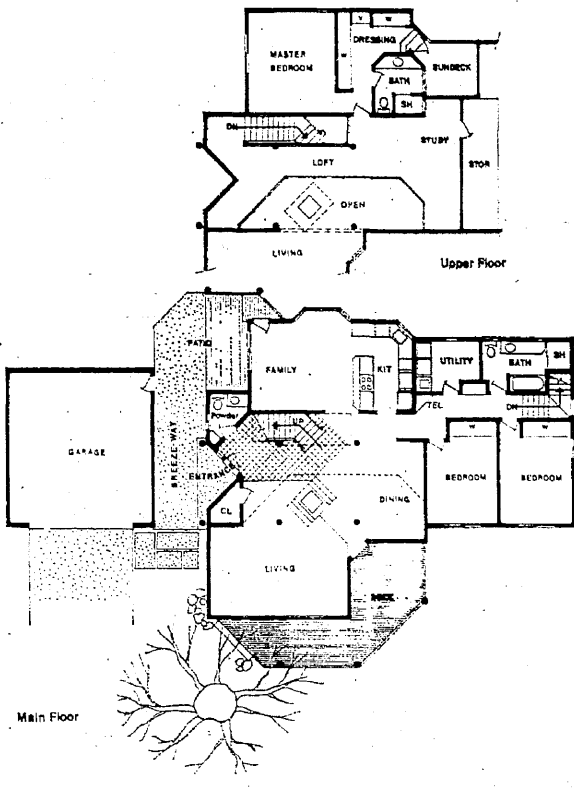 V
W
DRESSING
MASTER
BEDROOM
W
SUNDECK
BATH
SH
DN
STUDY
LOFT
STOR
OPEN
LIVING
Upper Floor
PATIO
FAMILY
KIT
UTILITY
BATH
SH
Powder
TEL
DN
UP
W
W
GARAGE
BREEZE WAY
ENTRANCE
BEDROOM
BEDROOM
CL
DINING
LIVING
DECK
Main Floor